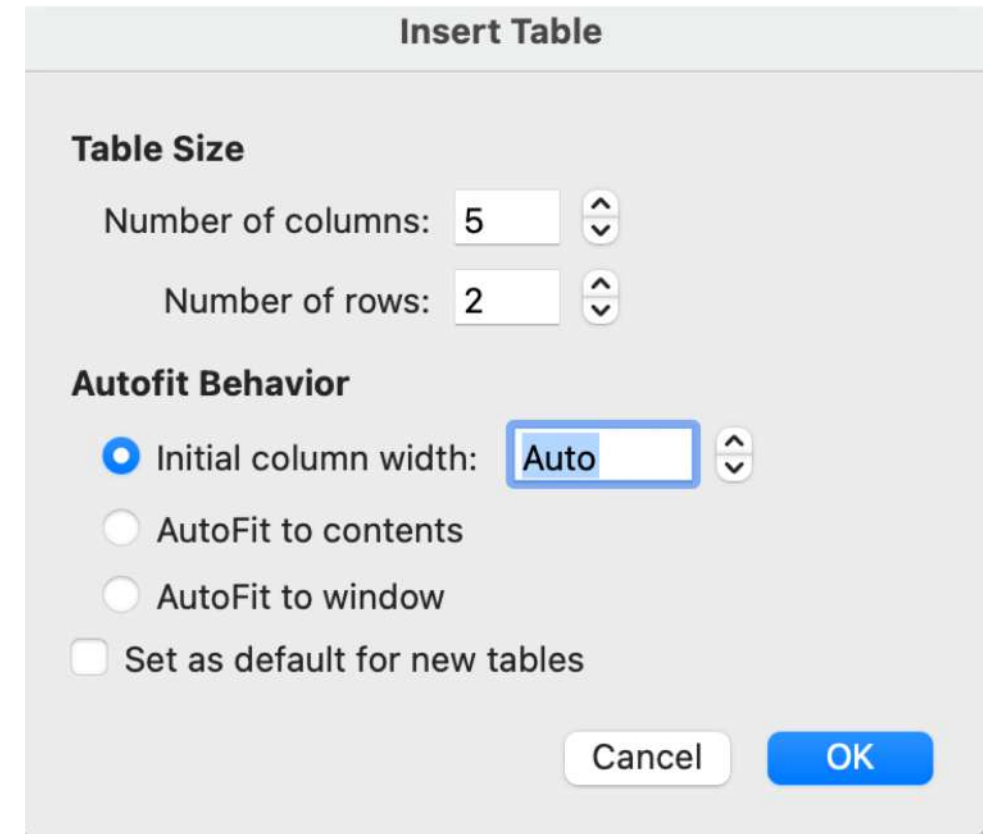 Insert Table
Table Size
Number of columns: 5
Number of rows: 2
Autofit Behavior
Initial column width: Auto
AutoFit to contents
AutoFit to window
Set as default for new tables
Cancel OK